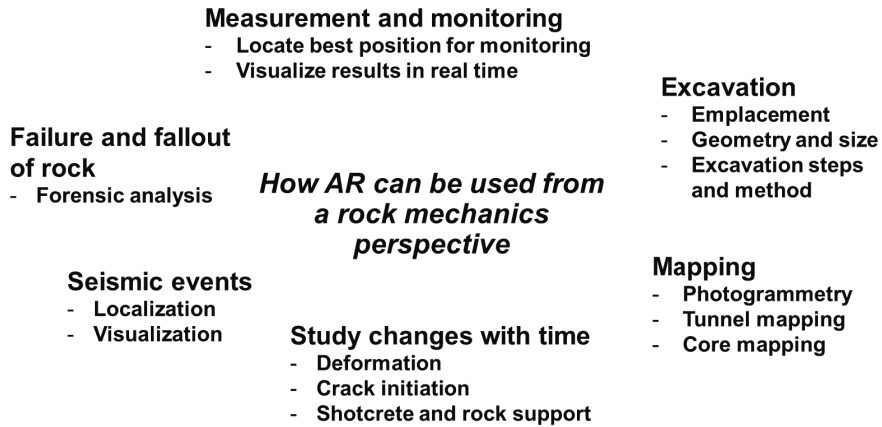 Measurement and monitoring
- Locate best position for monitoring
- Visualize results in real time
Excavation
- Emplacement
- Geometry and size
- Excavation steps
and method
Failure and fallout
of rock
- Forensic analysis
How AR can be used from
a rock mechanics
perspective
Mapping
- Photogrammetry
- Tunnel mapping
- Core mapping
Seismic events
- Localization
- Visualization
Study changes with time
- Deformation
- Crack initiation
- Shotcrete and rock support